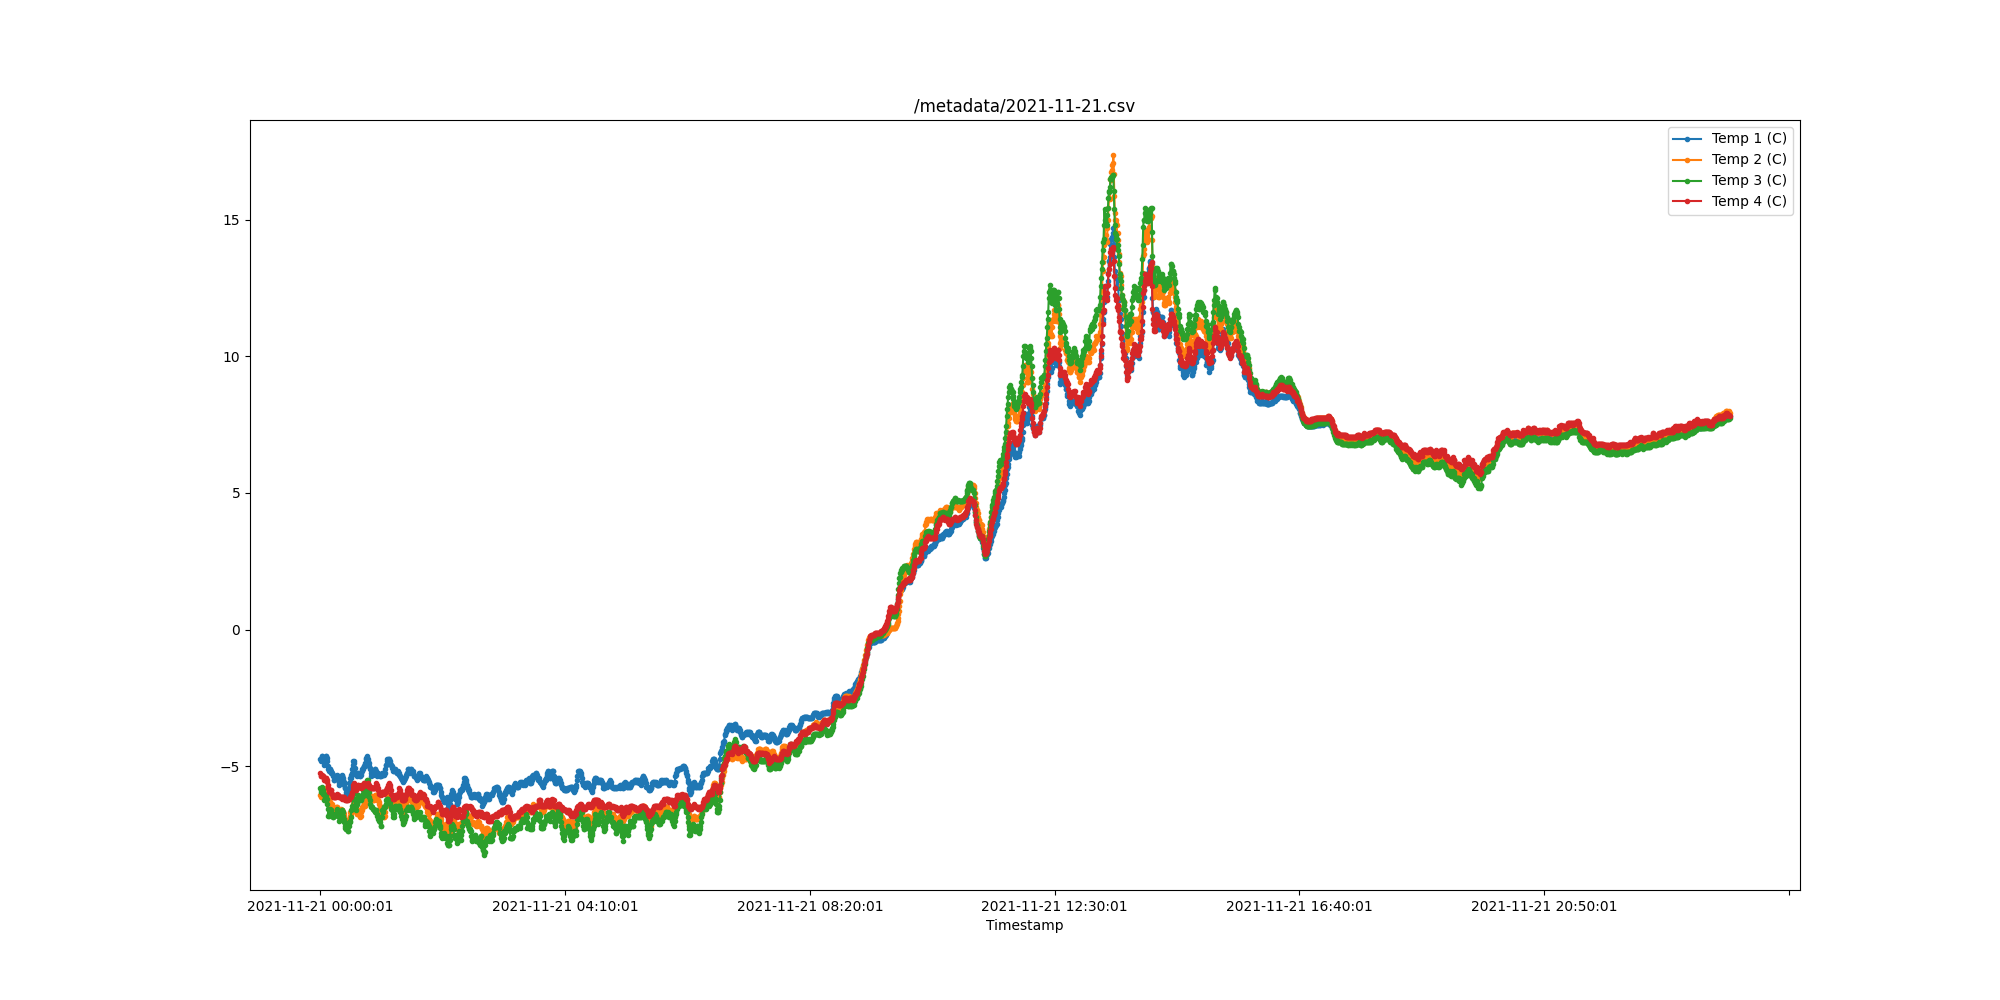 /metadata/2021-11-21.csv
Temp 1 (C)
Temp 2 (C)
Temp 3 (C)
Temp 4 (C)
15
10
5
0
−5
2021-11-21 00:00:01
2021-11-21 04:10:01
2021-11-21 08:20:01
2021-11-21 12:30:01
2021-11-21 16:40:01
2021-11-21 20:50:01
Timestamp